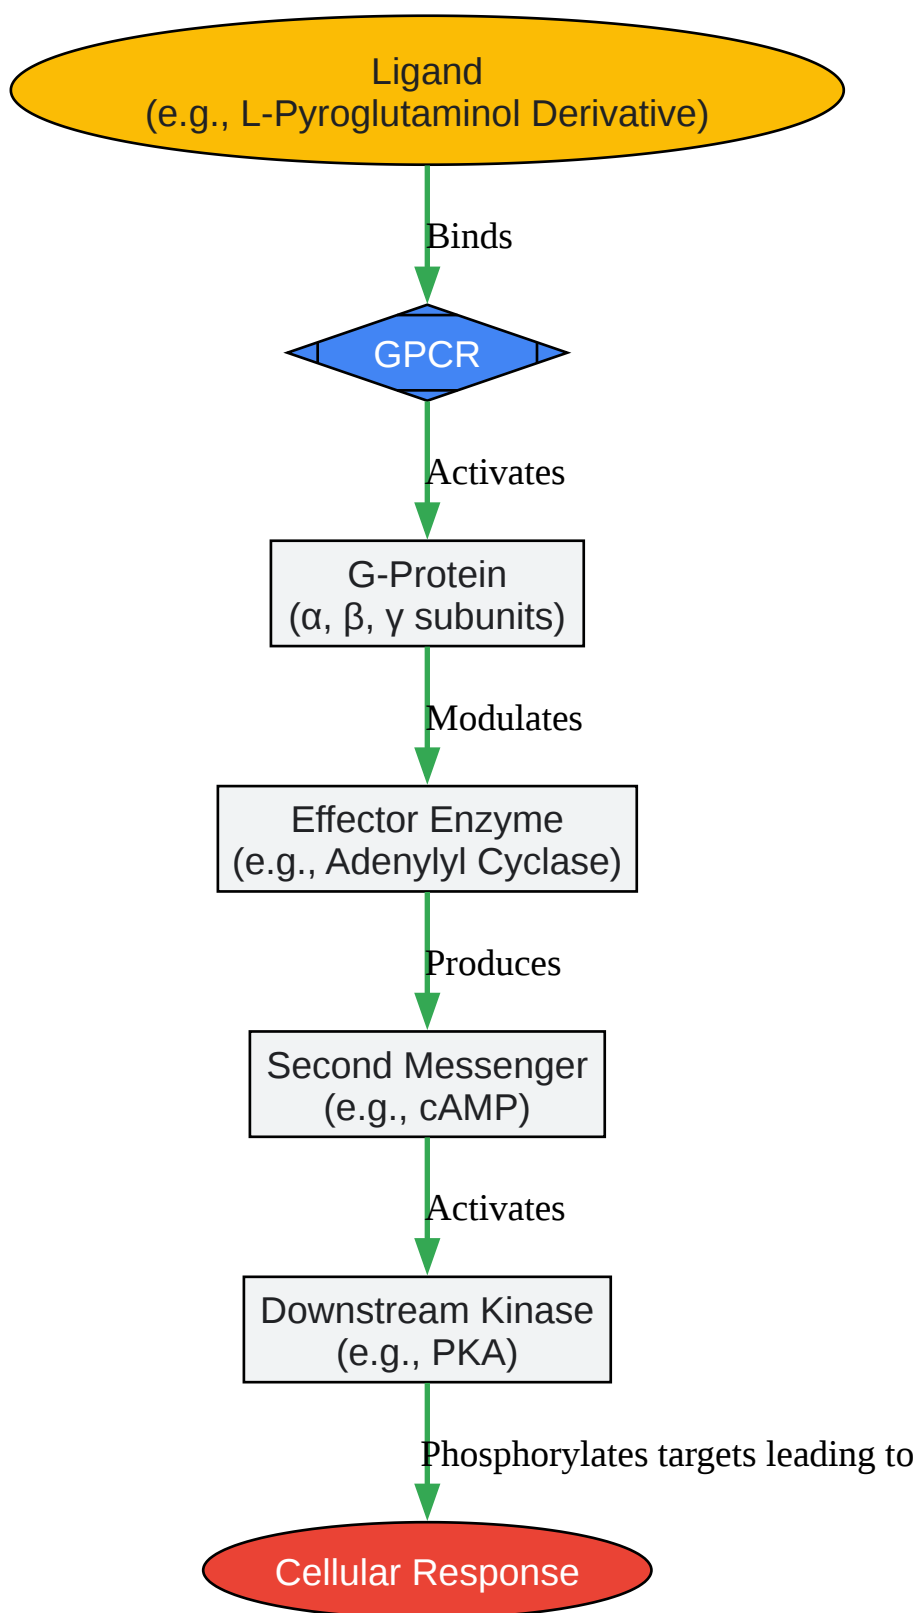 Ligand
(e.g., L-Pyroglutaminol Derivative)
Binds
GPCR
Activates
G-Protein
(α, β, γ subunits)
Modulates
Effector Enzyme
(e.g., Adenylyl Cyclase)
Produces
Second Messenger
(e.g., cAMP)
Activates
Downstream Kinase
(e.g., PKA)
Phosphorylates targets leading to
Cellular Response